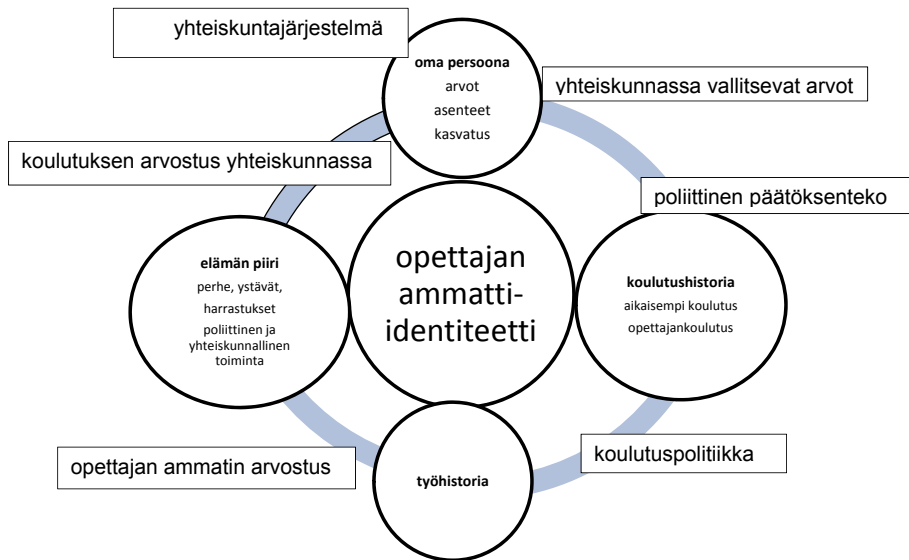 yhteiskuntajärjestelmä
oma persoona
arvot
asenteet
kasvatus
yhteiskunnassa vallitsevat arvot
koulutuksen arvostus yhteiskunnassa
poliittinen päätöksenteko
elämän piiri
perhe, ystävät,
harrastukset
poliittinen ja
yhteiskunnallinen
toiminta
opettajan
ammatti-
identiteetti
koulutushistoria
aikaisempi koulutus
opettajankoulutus
opettajan ammatin arvostus
työhistoria
koulutuspolitiikka